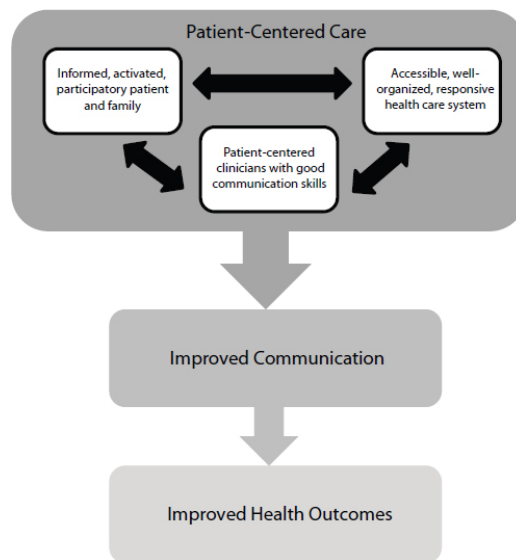 Patient-Centered Care
Informed, activated,
participatory patient
and family
Accessible, well-
organized, responsive
health care system
Patient-centered
clinicians with good
communication skills
Improved Communication
Improved Health Outcomes